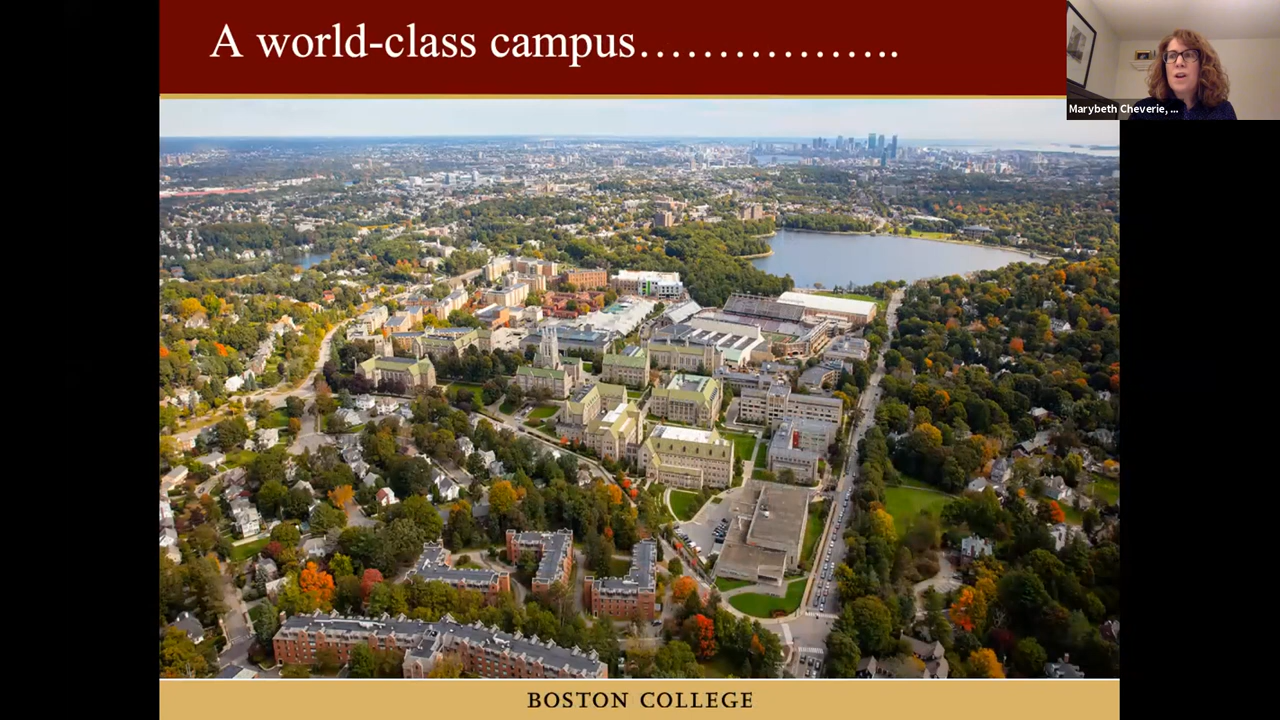 A world-class campus……………..
Marybeth Cheverie, ...
BOSTON COLLEGE